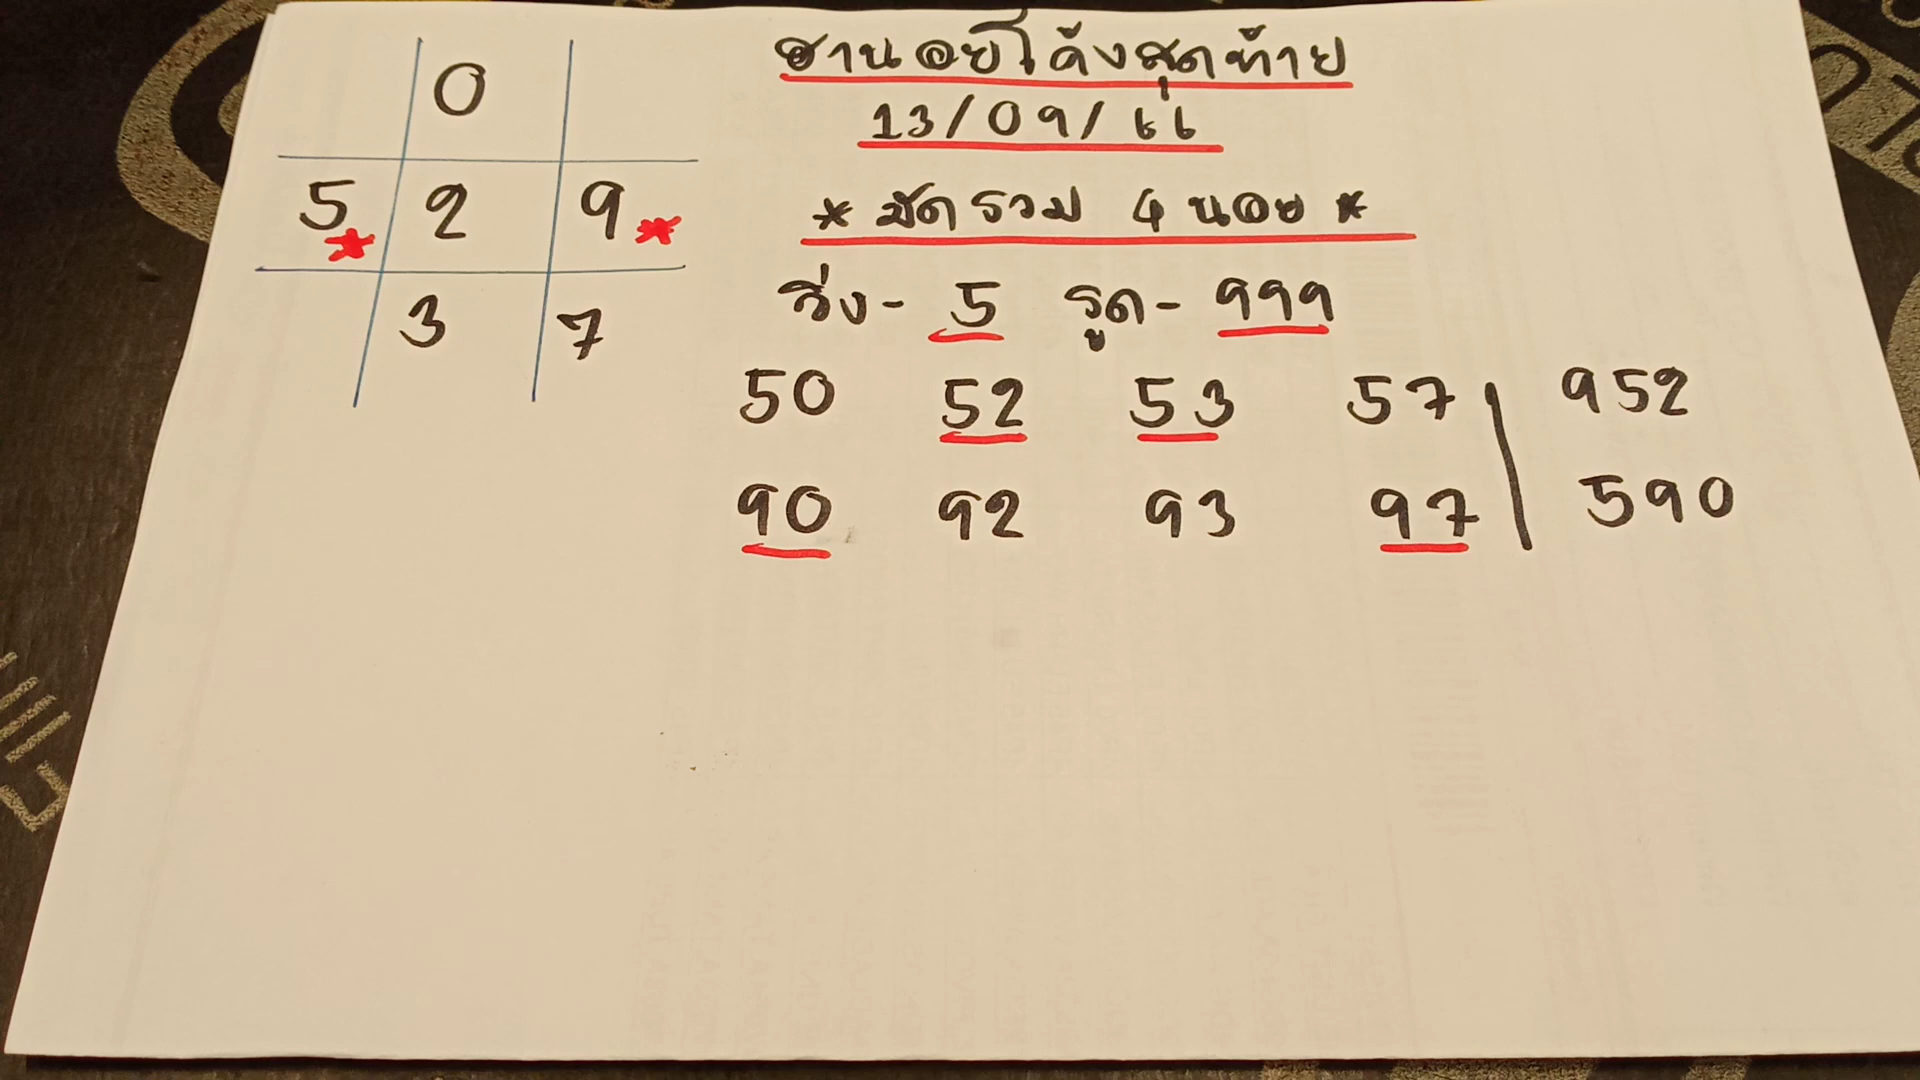 0
5 2 9
3 7
ฮานอยโค้งสุดท้าย
13/09/66
* มัดรวม 4 นอย *
วิ่ง - 5 รูด - 999
50 52 53 57 952
90 92 93 97 590